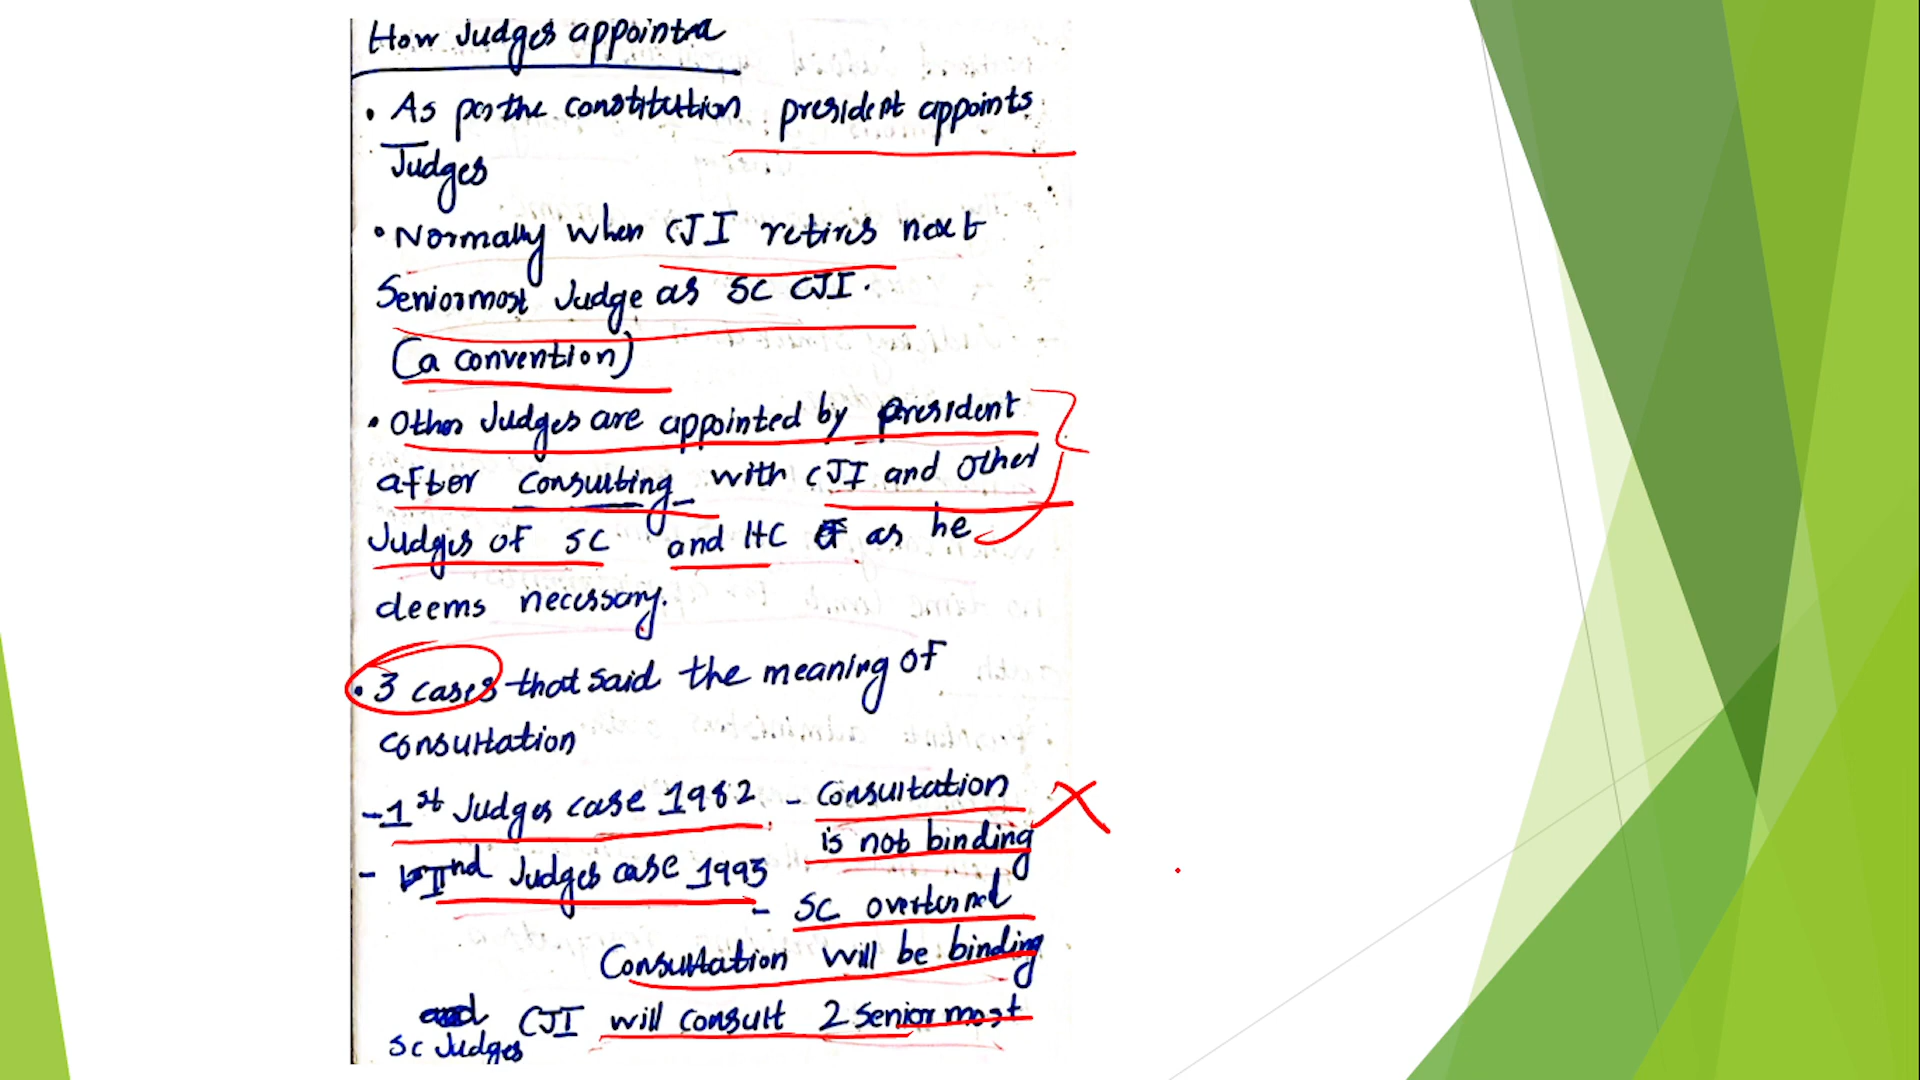 How Judges appointed
• As per the constitution president appoints
Judges
• Normally when CJI retires next
Seniormost Judge as SC CJI.
(a convention)
• Other Judges are appointed by president
after consulting with CJI and other
Judges of SC and HC as he
deems necessary.
• 3 cases that said the meaning of
consultation
- 1st Judges case 1982 - Consultation
is not binding
- IInd Judges case 1993
- SC overturned
Consultation will be binding
and CJI will consult 2 Seniormost
SC Judges